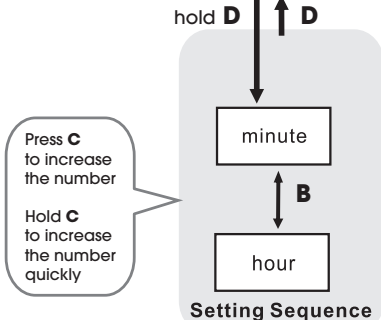 hold D D
minute
Press C
to increase
the number
B
Hold C
to increase
the number
quickly
hour
Setting Sequence